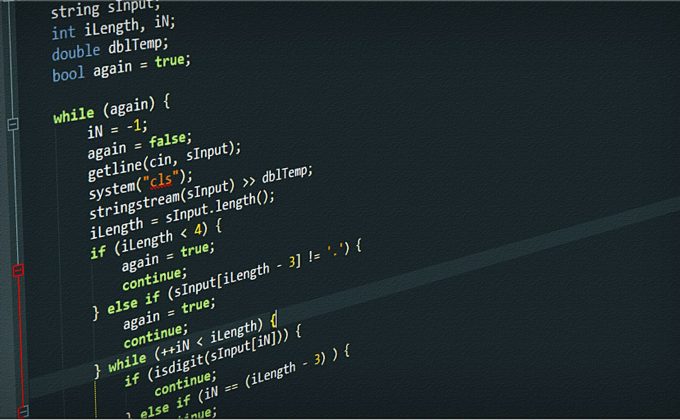 string sInput;
int iLength, iN;
double dblTemp;
bool again = true;
while (again) {
iN = -1;
again = false;
getline(cin, sInput);
system("cls");
stringstream(sInput) >> dblTemp;
iLength = sInput.length();
if (iLength < 4) {
again = true;
continue;
} else if (sInput[iLength - 3] != '.') {
again = true;
continue;
} while (++iN < iLength) {
if (isdigit(sInput[iN])) {
continue;
} else if (iN == (iLength - 3) ) {